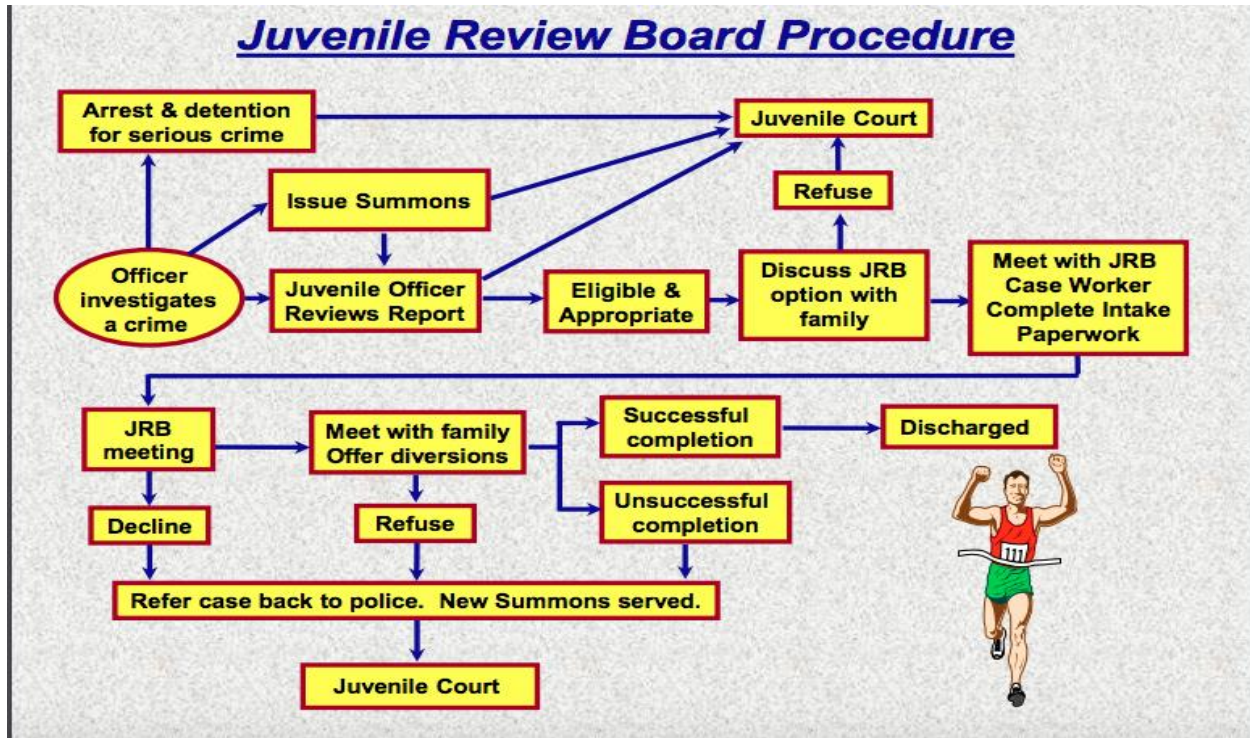 Juvenile Review Board Procedure
Arrest & detention
for serious crime
Juvenile Court
Issue Summons
Refuse
Officer
investigates
a crime
Juvenile Officer
Reviews Report
Eligible &
Appropriate
Discuss JRB
option with
family
Meet with JRB
Case Worker
Complete Intake
Paperwork
JRB
meeting
Meet with family
Offer diversions
Successful
completion
Discharged
Decline
Refuse
Unsuccessful
completion
111
Refer case back to police. New Summons served.
Juvenile Court